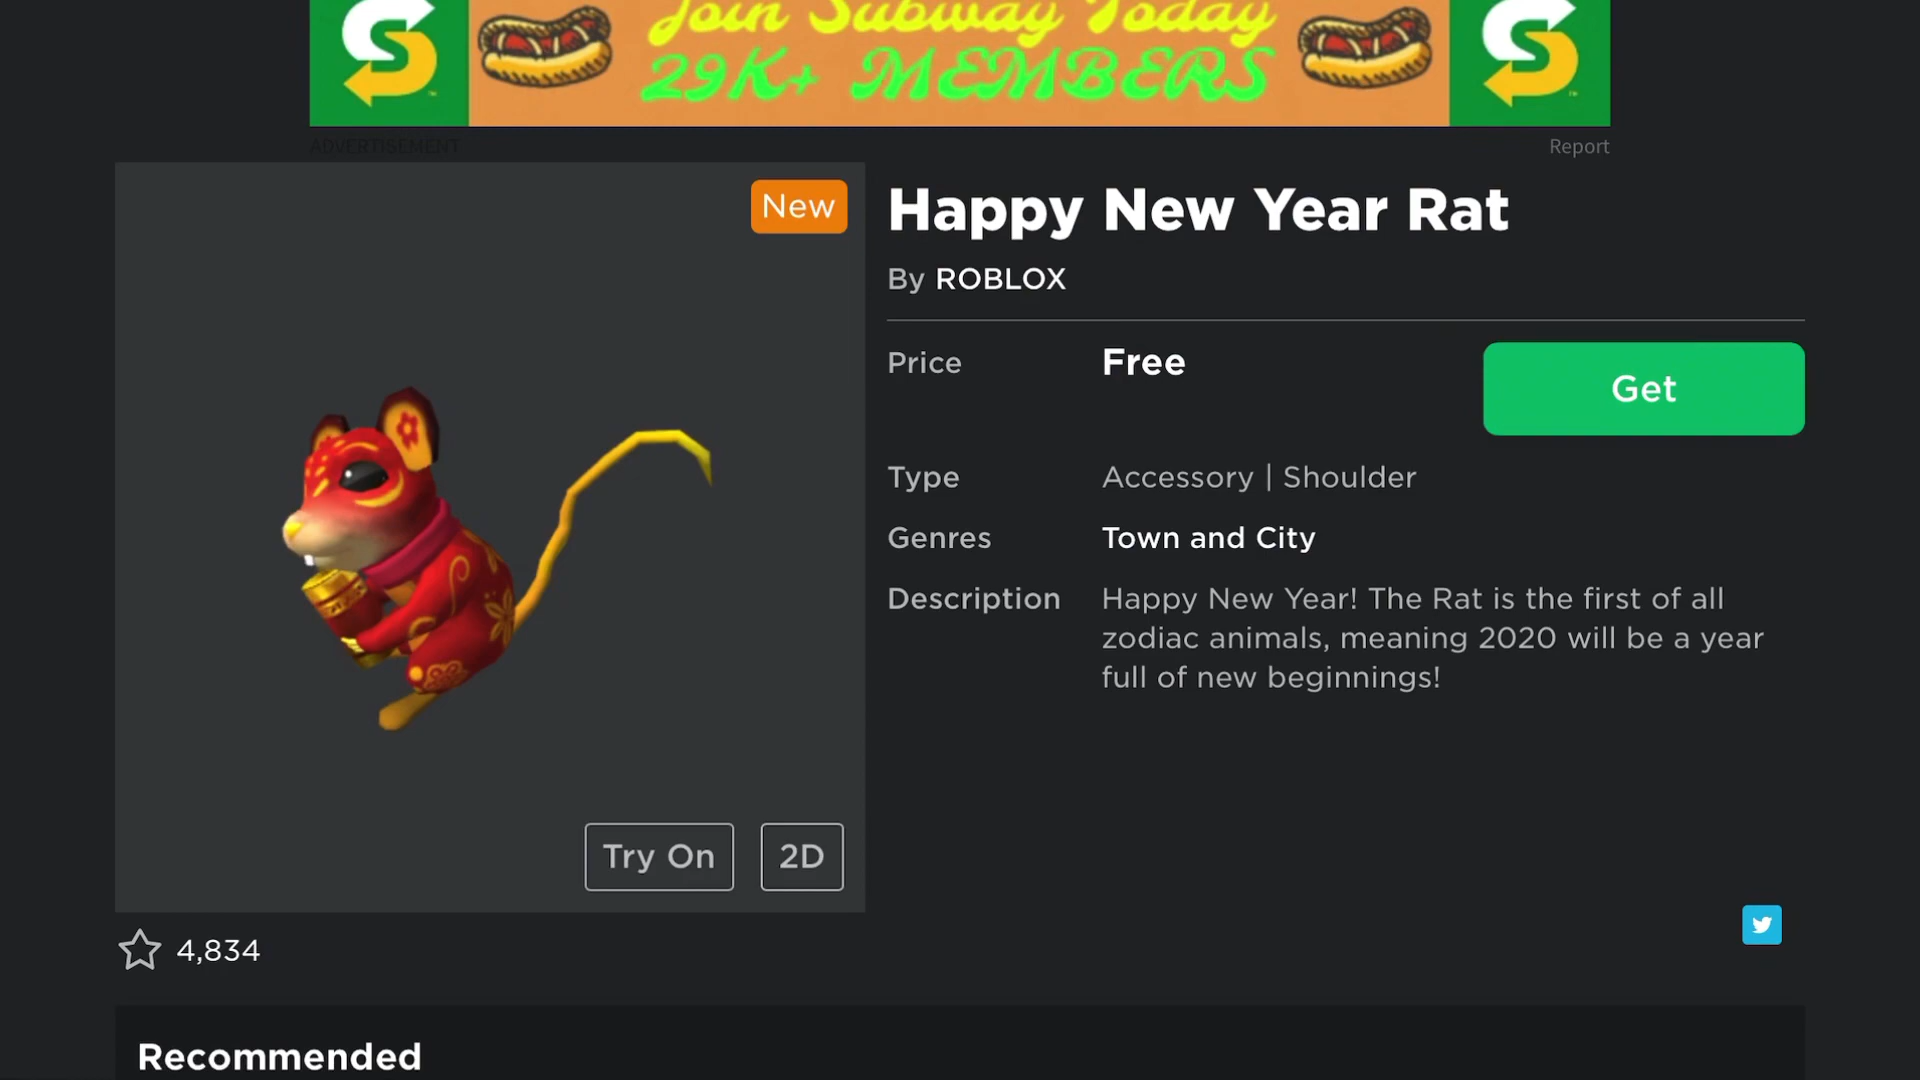 Join Subway Today
29K+ MEMBERS
ADVERTISEMENT
Report
New
Happy New Year Rat
By ROBLOX
Price
Free
Get
Type
Accessory | Shoulder
Genres
Town and City
Description
Happy New Year! The Rat is the first of all
zodiac animals, meaning 2020 will be a year
full of new beginnings!
Try On
2D
4,834
Recommended